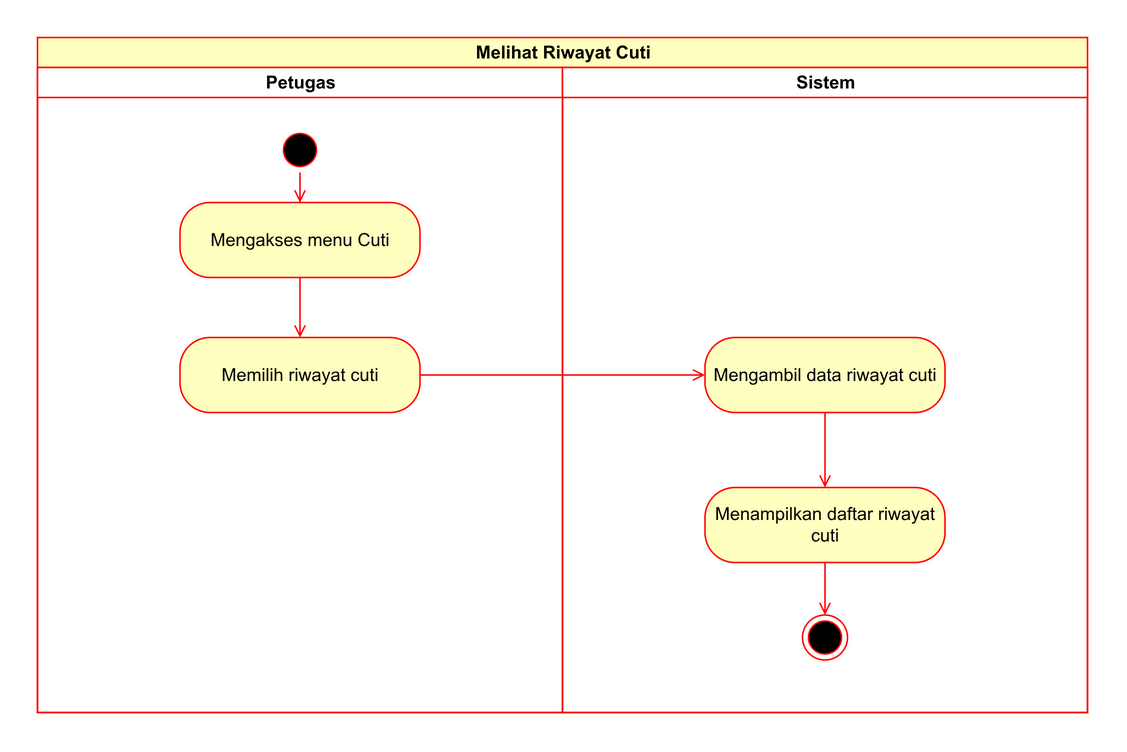 Melihat Riwayat Cuti
Petugas
Sistem
Mengakses menu Cuti
Memilih riwayat cuti
Mengambil data riwayat cuti
Menampilkan daftar riwayat
cuti